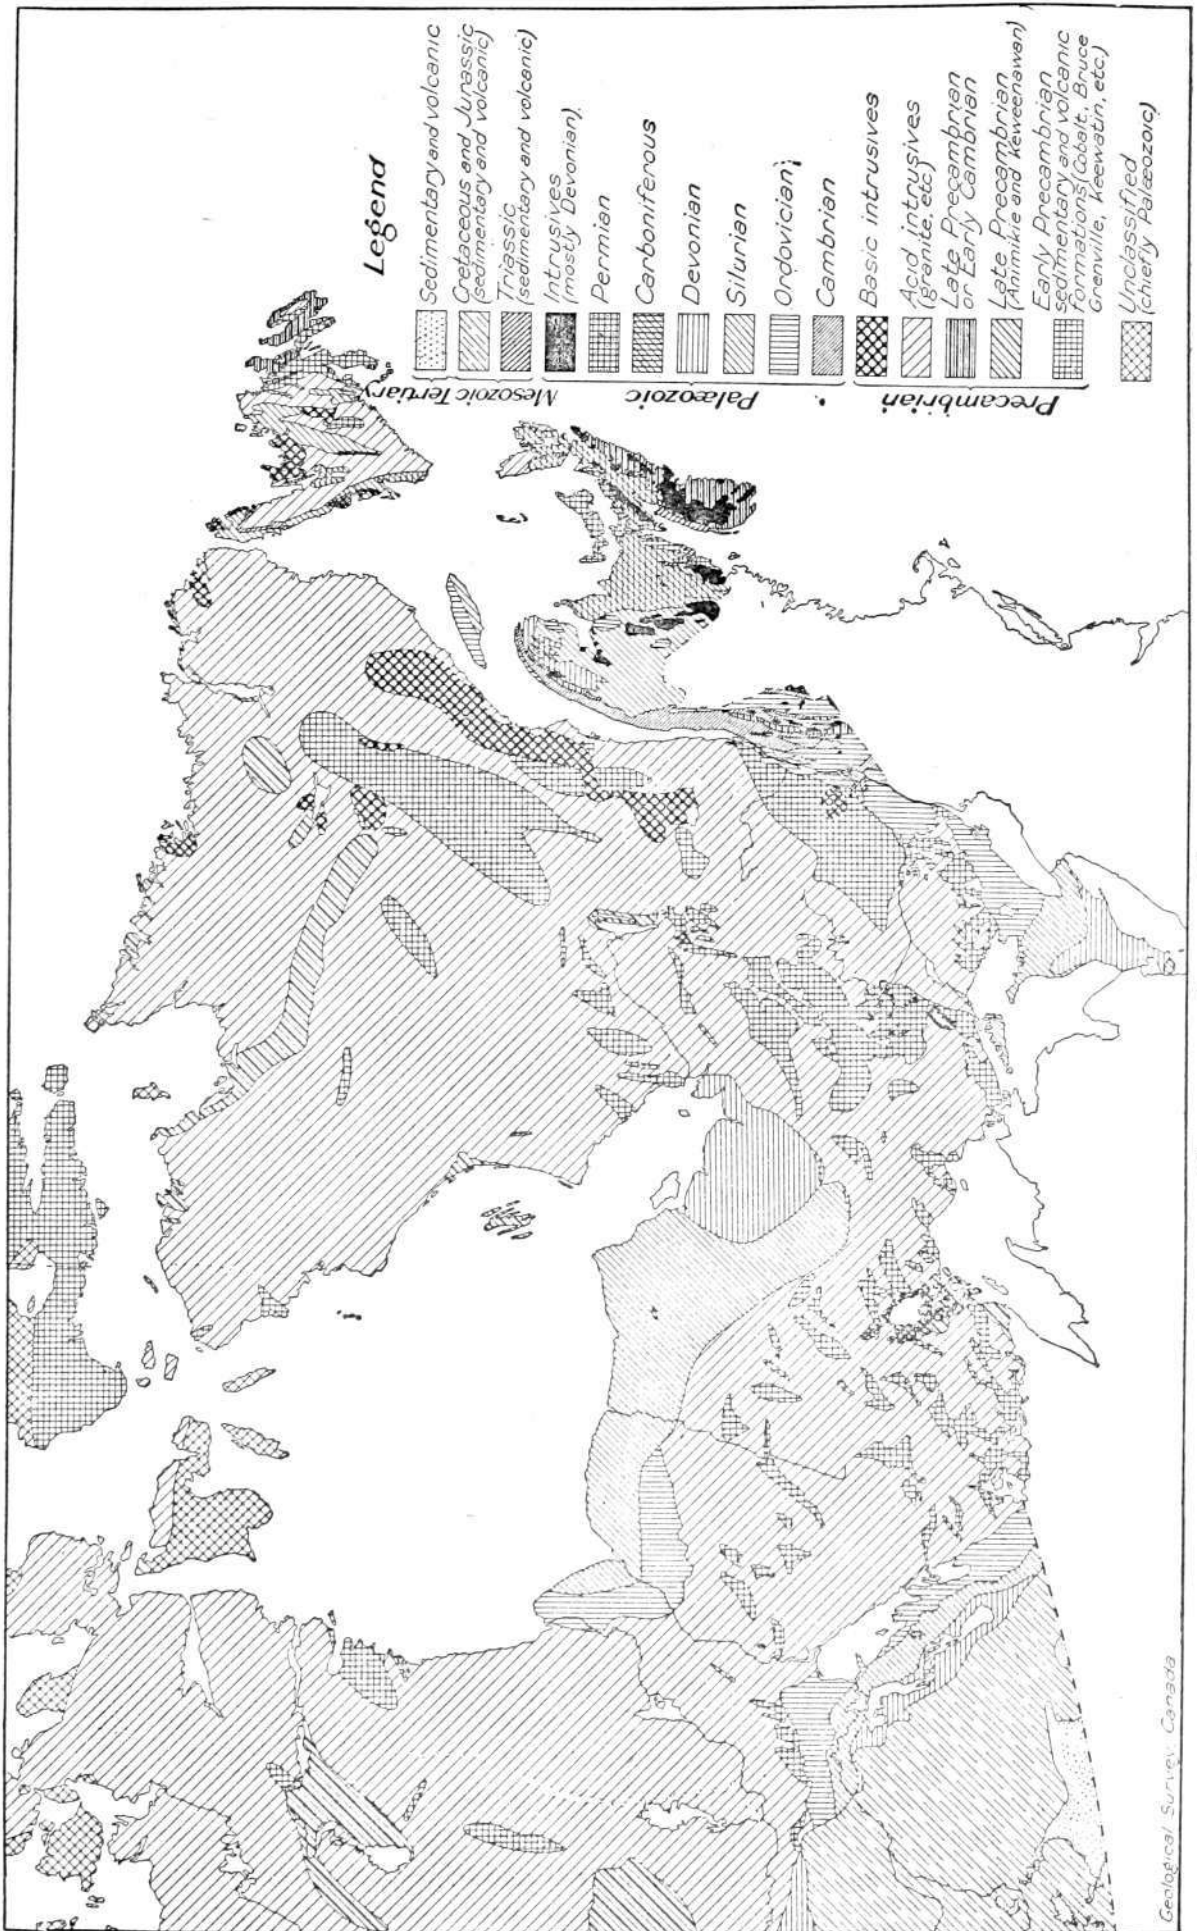 Legend
Tertiary
Sedimentary and volcanic
Mesozoic
Cretaceous and Jurassic
(sedimentary and volcanic)
Triassic
(sedimentary and volcanic)
Palæozoic
Intrusives
(mostly Devonian)
Permian
Carboniferous
Devonian
Silurian
Ordovician
Cambrian
Precambrian
Basic intrusives
Acid intrusives
(granite, etc.)
Late Precambrian
or Early Cambrian
Late Precambrian
(Animikie and Keweenawan)
Early Precambrian
sedimentary and volcanic
formations (Cobalt, Bruce
Grenville, Keewatin, etc.)
Unclassified
(chiefly Palæozoic)
Geological Survey, Canada